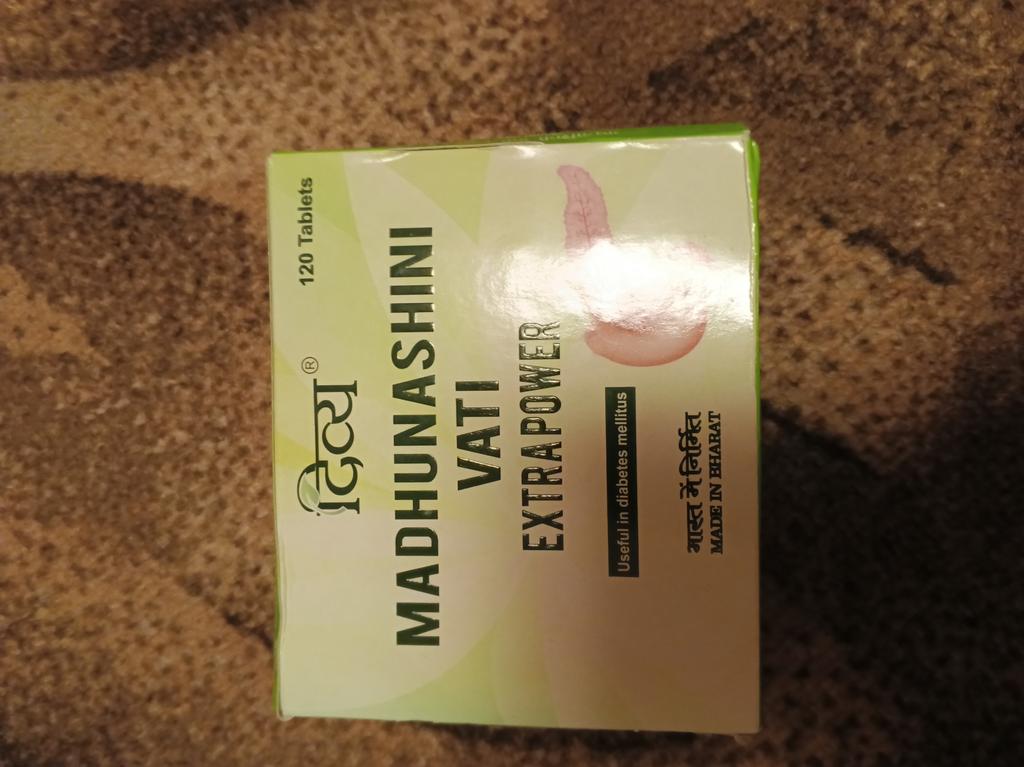 दिव्य®
120 Tablets
MADHUNASHINI
VATI
EXTRAPOWER
Useful in diabetes mellitus
भारत में निर्मित
MADE IN BHARAT